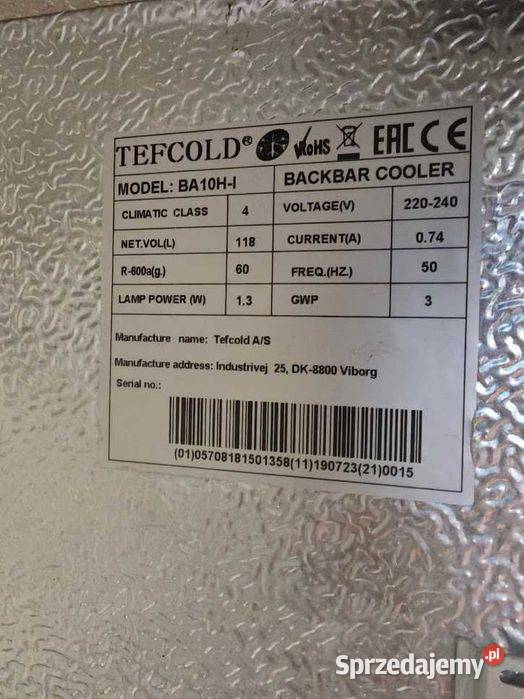 TEFCOLD® RoHS EAC CE
MODEL: BA10H-I BACKBAR COOLER
CLIMATIC CLASS 4 VOLTAGE(V) 220-240
NET.VOL(L) 118 CURRENT(A) 0.74
R-600a(g.) 60 FREQ.(HZ.) 50
LAMP POWER (W) 1.3 GWP 3
Manufacture name: Tefcold A/S
Manufacture address: Industrivej 25, DK-8800 Viborg
Serial no.:
(01)05708181501358(11)190723(21)0015
Sprzedajemy.pl